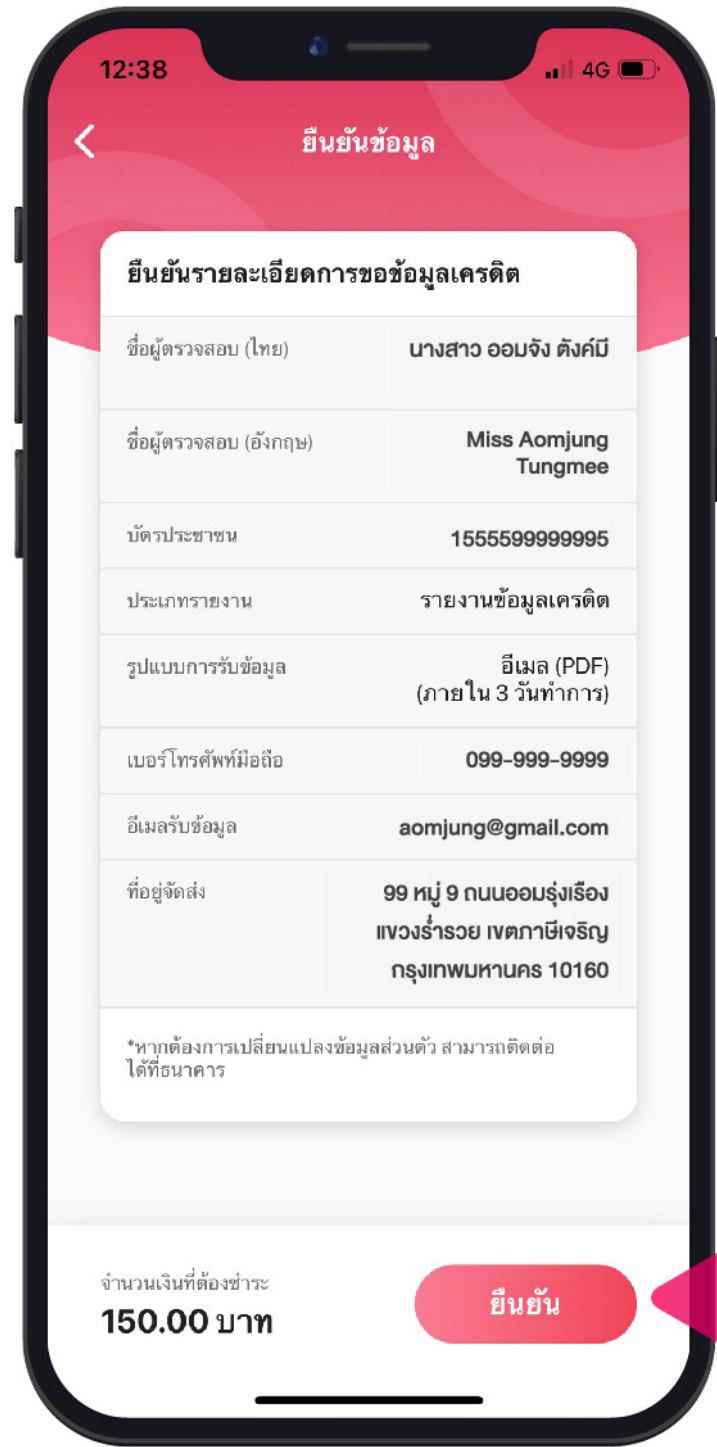 12:38
4G
ยืนยันข้อมูล
ยืนยันรายละเอียดการขอข้อมูลเครดิต
ชื่อผู้ตรวจสอบ (ไทย) นางสาว ออมจัง ตังค์มี
ชื่อผู้ตรวจสอบ (อังกฤษ) Miss Aomjung
Tungmee
บัตรประชาชน 1555599999995
ประเภทรายงาน รายงานข้อมูลเครดิต
รูปแบบการรับข้อมูล อีเมล (PDF)
(ภายใน 3 วันทำการ)
เบอร์โทรศัพท์มือถือ 099-999-9999
อีเมลรับข้อมูล aomjung@gmail.com
ที่อยู่จัดส่ง 99 หมู่ 9 ถนนออมรุ่งเรือง
แขวงร่ำรวย เขตภาษีเจริญ
กรุงเทพมหานคร 10160
*หากต้องการเปลี่ยนแปลงข้อมูลส่วนตัว สามารถติดต่อ
ได้ที่ธนาคาร
จำนวนเงินที่ต้องชำระ
150.00 บาท
ยืนยัน